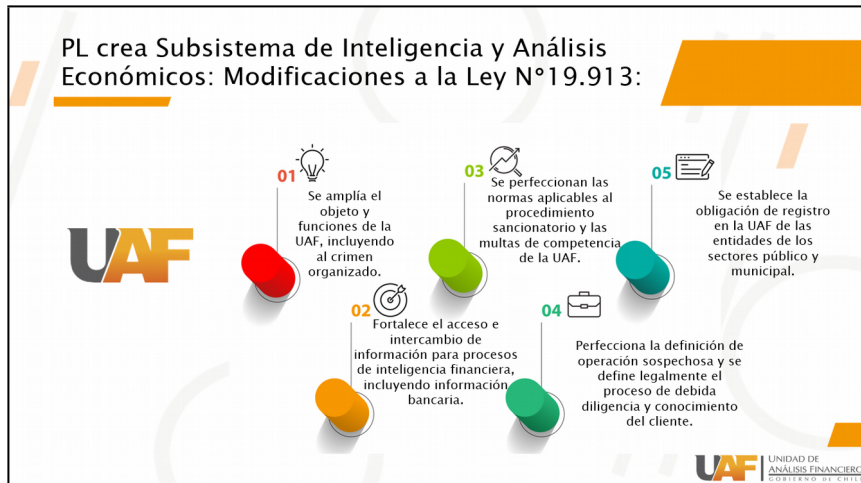 PL crea Subsistema de Inteligencia y Análisis
Económicos: Modificaciones a la Ley N°19.913:
UAF
01
Se amplía el
objeto y
funciones de la
UAF, incluyendo
al crimen
organizado.
02
Fortalece el acceso e
intercambio de
información para procesos
de inteligencia financiera,
incluyendo información
bancaria.
03
Se perfeccionan las
normas aplicables al
procedimiento
sancionatorio y las
multas de competencia
de la UAF.
04
Perfecciona la definición de
operación sospechosa y se
define legalmente el
proceso de debida
diligencia y conocimiento
del cliente.
05
Se establece la
obligación de registro
en la UAF de las
entidades de los
sectores público y
municipal.
UAF
UNIDAD DE
ANÁLISIS FINANCIERO
GOBIERNO DE CHILE